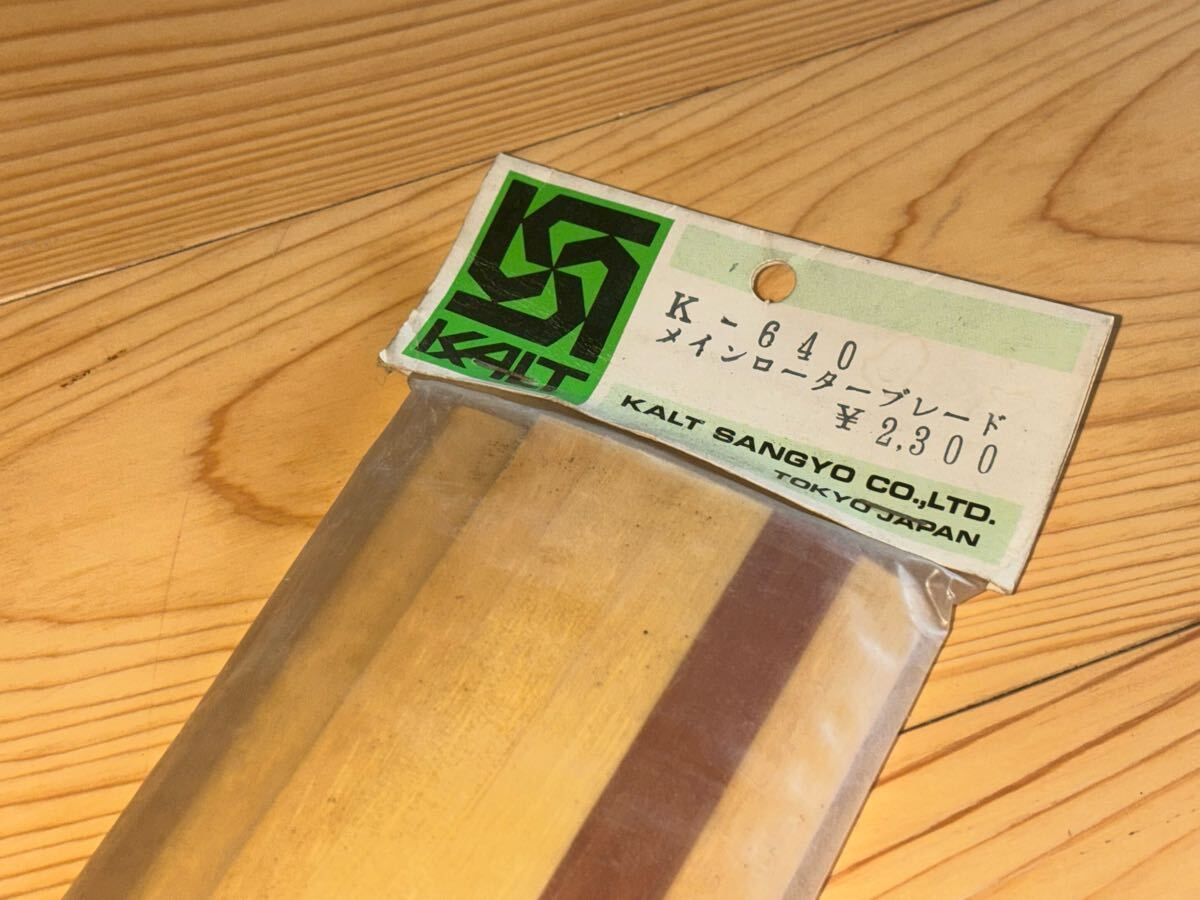 KALT
K-640
メインローターブレード
¥2,300
KALT SANGYO CO.,LTD.
TOKYO JAPAN